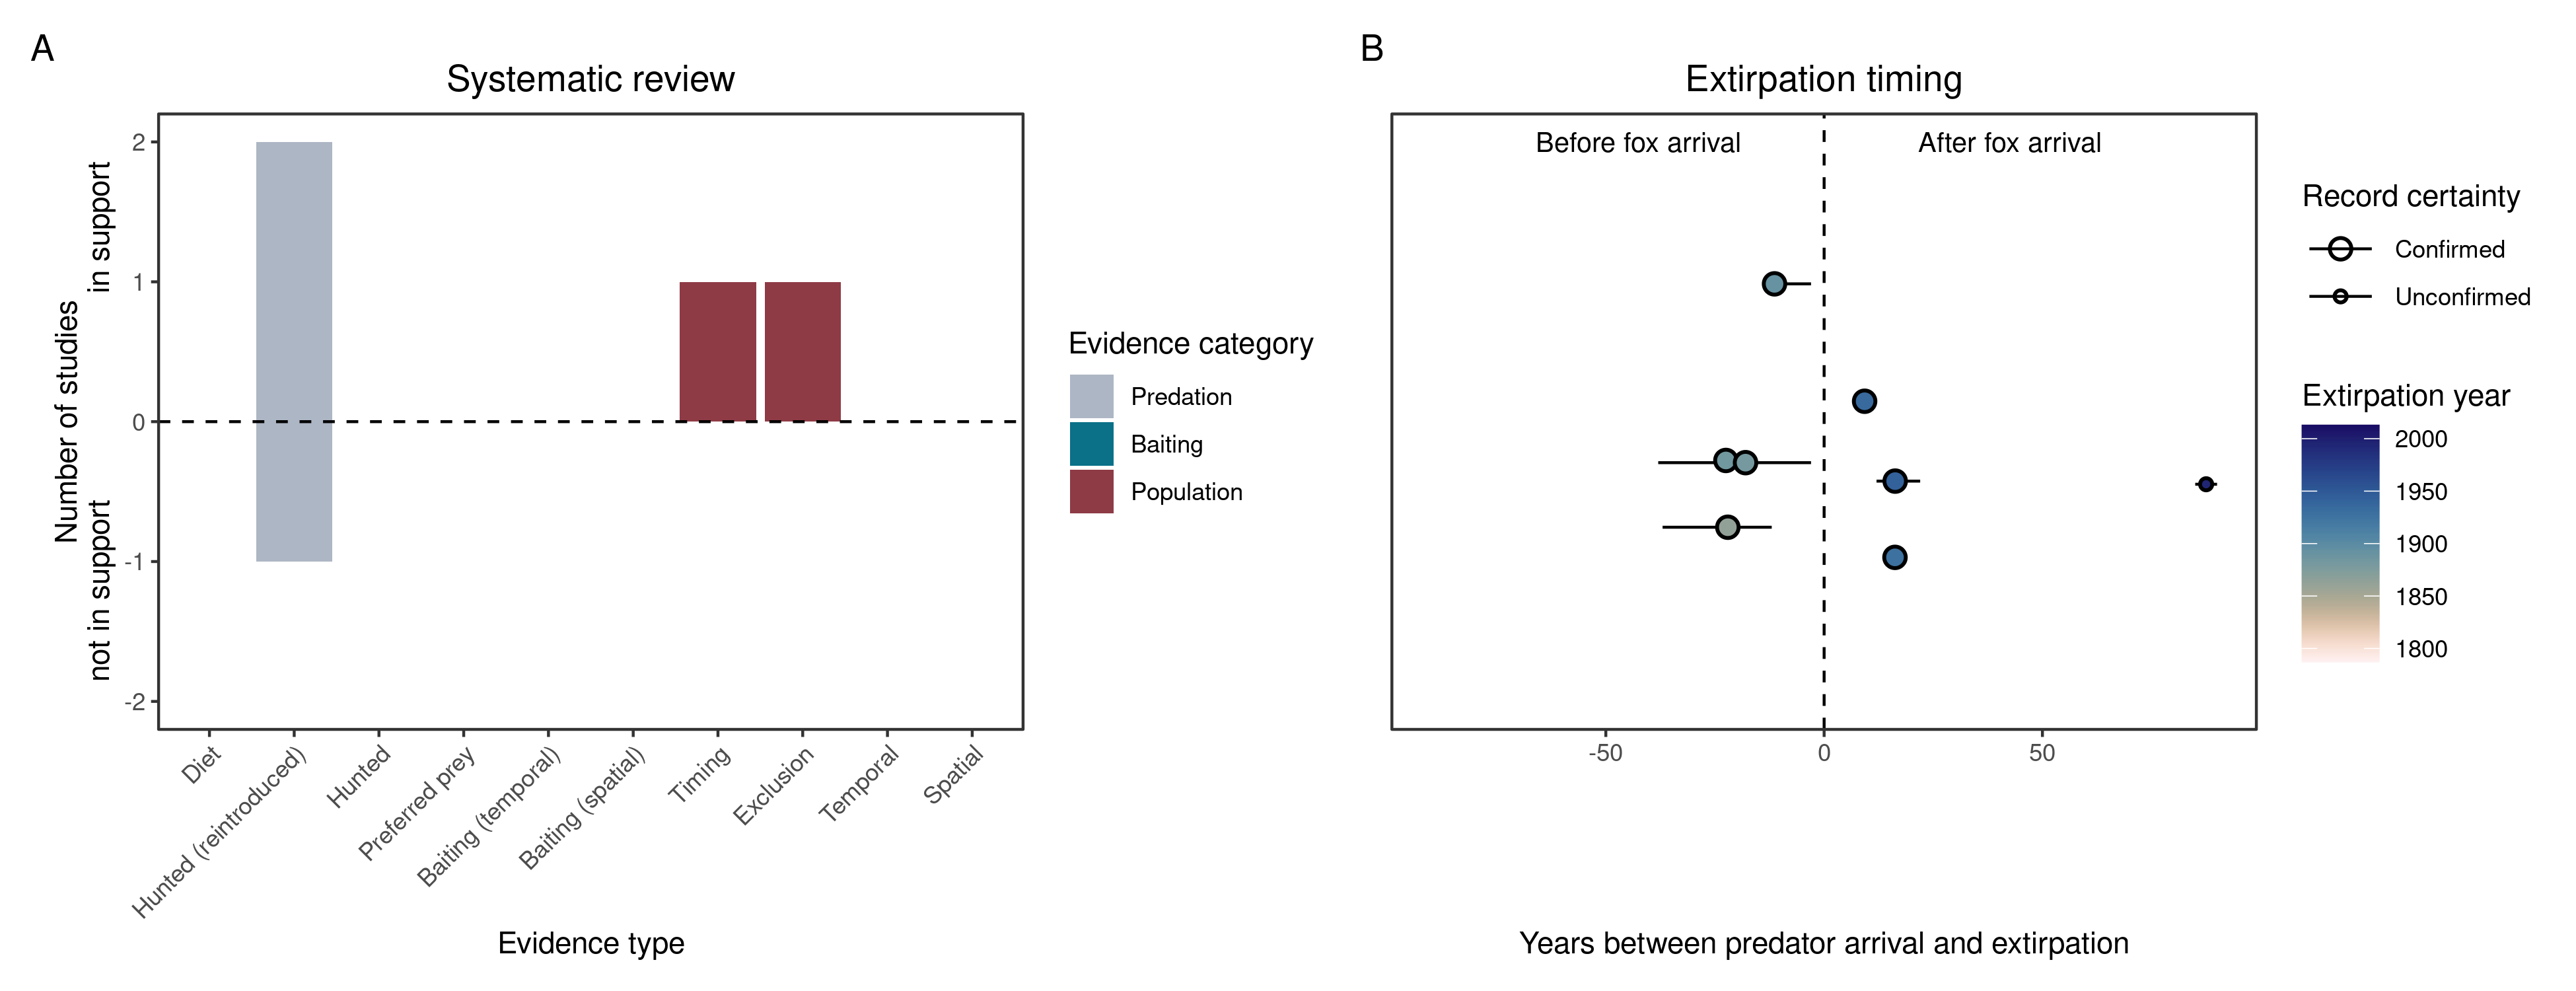 A
Systematic review
Number of studies
not in support
in support
2
1
0
-1
-2
Diet
Hunted (reintroduced)
Hunted
Preferred prey
Baiting (temporal)
Baiting (spatial)
Timing
Exclusion
Temporal
Spatial
Evidence type
Evidence category
Predation
Baiting
Population
B
Extirpation timing
Before fox arrival
After fox arrival
-50
0
50
Years between predator arrival and extirpation
Record certainty
Confirmed
Unconfirmed
Extirpation year
2000
1950
1900
1850
1800